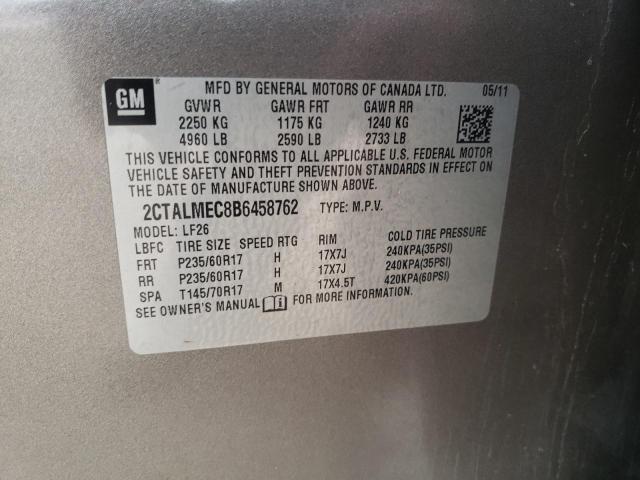 GM
MFD BY GENERAL MOTORS OF CANADA LTD. 05/11
GVWR GAWR FRT GAWR RR
2250 KG 1175 KG 1240 KG
4960 LB 2590 LB 2733 LB
THIS VEHICLE CONFORMS TO ALL APPLICABLE U.S. FEDERAL MOTOR
VEHICLE SAFETY AND THEFT PREVENTION STANDARDS IN EFFECT ON
THE DATE OF MANUFACTURE SHOWN ABOVE.
2CTALMEC8B6458762 TYPE: M.P.V.
MODEL: LF26
LBFC TIRE SIZE SPEED RTG RIM COLD TIRE PRESSURE
FRT P235/60R17 H 17X7J 240KPA(35PSI)
RR P235/60R17 H 17X7J 240KPA(35PSI)
SPA T145/70R17 M 17X4.5T 420KPA(60PSI)
SEE OWNER'S MANUAL FOR MORE INFORMATION.